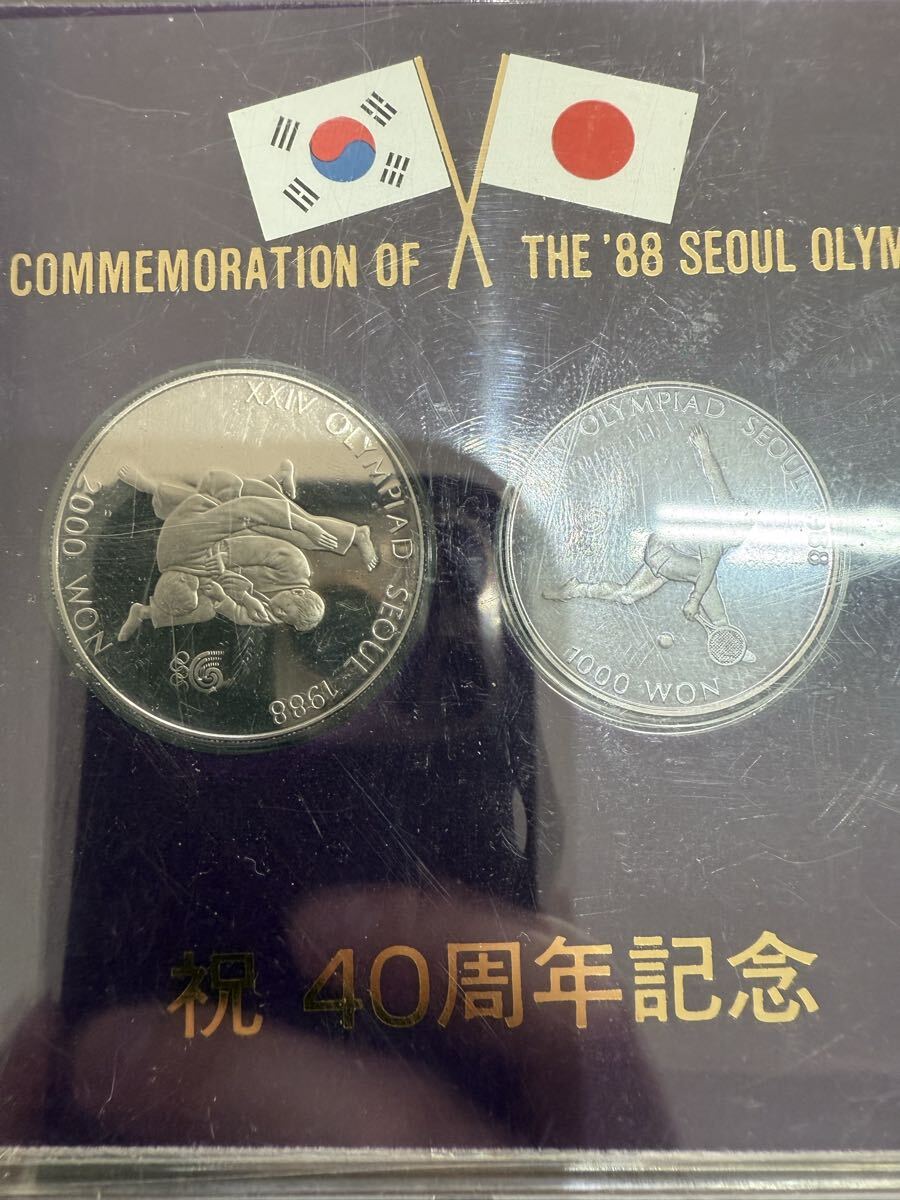 COMMEMORATION OF THE '88 SEOUL OLYM
XXIV OLYMPIAD SEOUL 1988
2000 WON
OLYMPIAD SEOUL 1988
1000 WON
祝 40周年記念